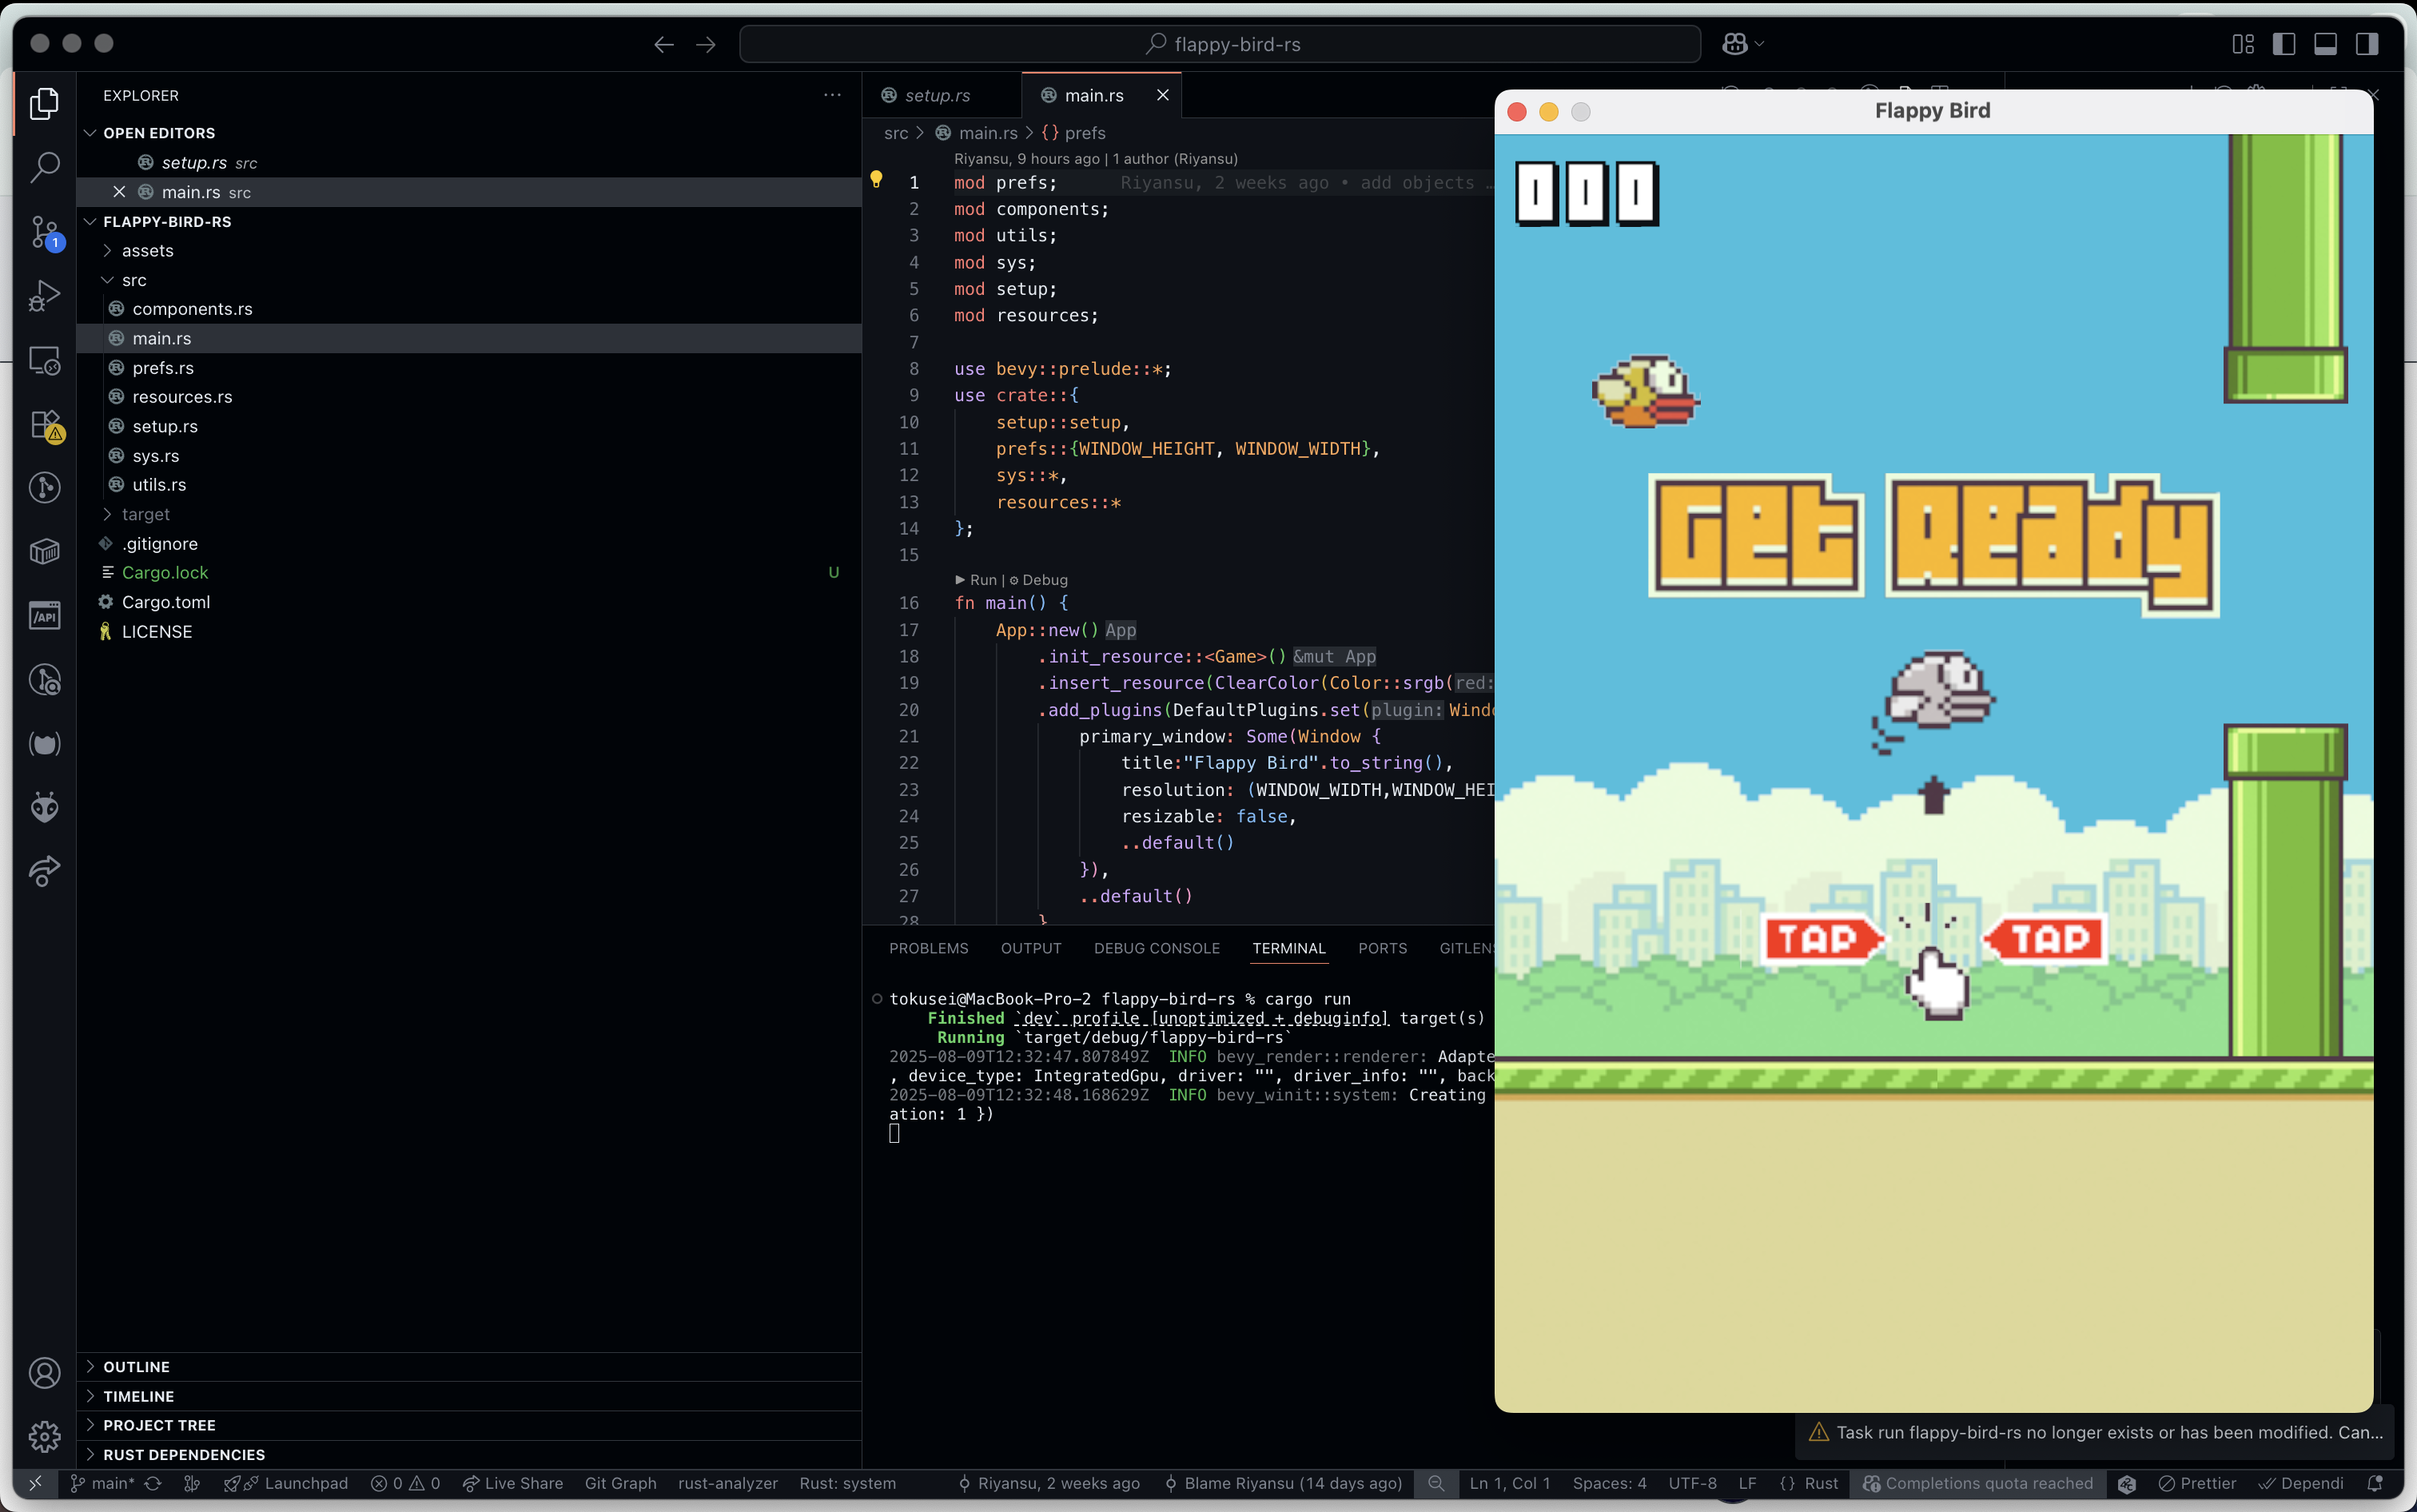 flappy-bird-rs
EXPLORER
OPEN EDITORS
setup.rs src
main.rs src
FLAPPY-BIRD-RS
assets
src
components.rs
main.rs
prefs.rs
resources.rs
setup.rs
sys.rs
utils.rs
target
.gitignore
Cargo.lock U
Cargo.toml
LICENSE
OUTLINE
TIMELINE
PROJECT TREE
RUST DEPENDENCIES
1
/API
setup.rs
main.rs
src > main.rs > {} prefs
Riyansu, 9 hours ago | 1 author (Riyansu)
1 mod prefs; Riyansu, 2 weeks ago • add objects …
2 mod components;
3 mod utils;
4 mod sys;
5 mod setup;
6 mod resources;
7
8 use bevy::prelude::*;
9 use crate::{
10 setup::setup,
11 prefs::{WINDOW_HEIGHT, WINDOW_WIDTH},
12 sys::*,
13 resources::*
14 };
15
Run | Debug
16 fn main() {
17 App::new() App
18 .init_resource::<Game>() &mut App
19 .insert_resource(ClearColor(Color::srgb(red:
20 .add_plugins(DefaultPlugins.set(plugin: Windo
21 primary_window: Some(Window {
22 title:"Flappy Bird".to_string(),
23 resolution: (WINDOW_WIDTH,WINDOW_HEI
24 resizable: false,
25 ..default()
26 }),
27 ..default()
28 }
PROBLEMS OUTPUT DEBUG CONSOLE TERMINAL PORTS GITLENS
tokusei@MacBook-Pro-2 flappy-bird-rs % cargo run
Finished `dev` profile [unoptimized + debuginfo] target(s)
Running `target/debug/flappy-bird-rs`
2025-08-09T12:32:47.807849Z INFO bevy_render::renderer: Adapte
, device_type: IntegratedGpu, driver: "", driver_info: "", back
2025-08-09T12:32:48.168629Z INFO bevy_winit::system: Creating
ation: 1 })
Flappy Bird
000
Get Ready
TAP TAP
Task run flappy-bird-rs no longer exists or has been modified. Can...
main* Launchpad 0 0 Live Share Git Graph rust-analyzer Rust: system Riyansu, 2 weeks ago Blame Riyansu (14 days ago) Ln 1, Col 1 Spaces: 4 UTF-8 LF {} Rust Completions quota reached Prettier Dependi